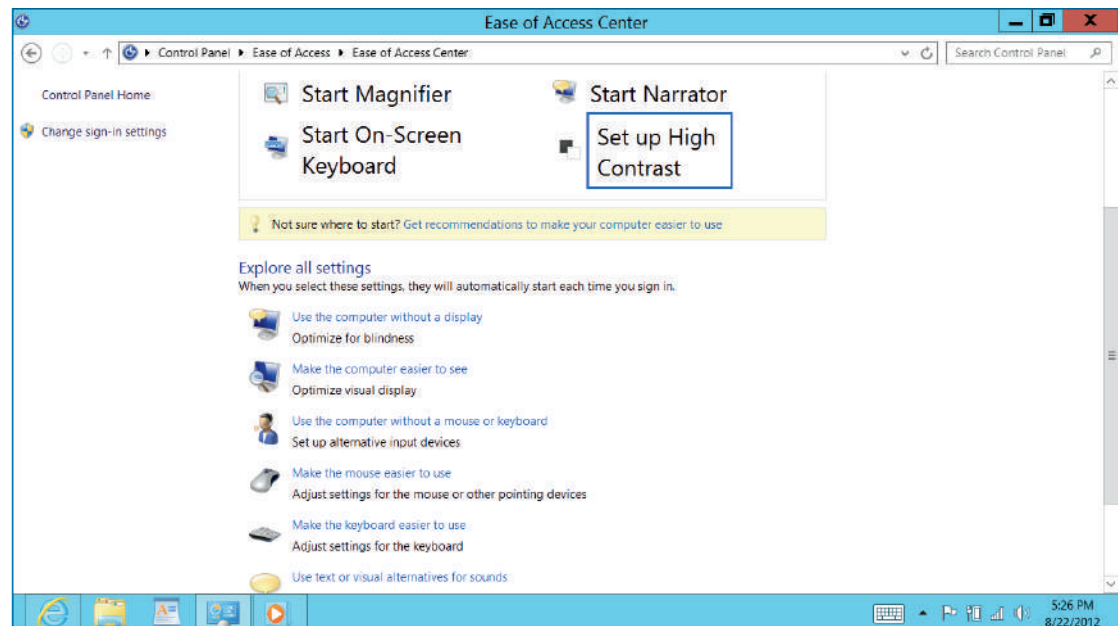 Ease of Access Center
Control Panel Ease of Access Ease of Access Center
Search Control Panel
Control Panel Home
Change sign-in settings
Start Magnifier
Start Narrator
Start On-Screen
Keyboard
Set up High
Contrast
Not sure where to start? Get recommendations to make your computer easier to use
Explore all settings
When you select these settings, they will automatically start each time you sign in.
Use the computer without a display
Optimize for blindness
Make the computer easier to see
Optimize visual display
Use the computer without a mouse or keyboard
Set up alternative input devices
Make the mouse easier to use
Adjust settings for the mouse or other pointing devices
Make the keyboard easier to use
Adjust settings for the keyboard
Use text or visual alternatives for sounds
5:26 PM
8/22/2012